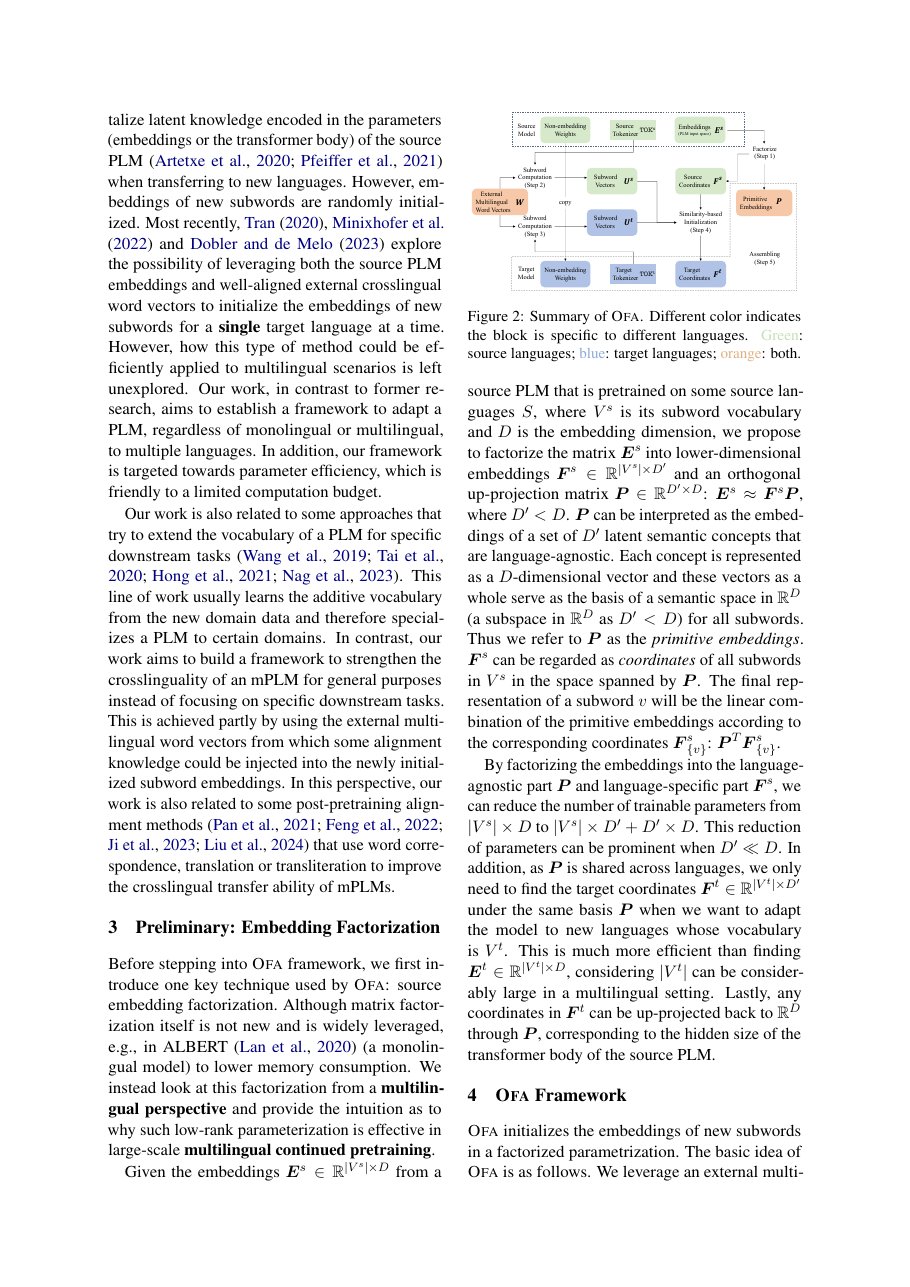 talize latent knowledge encoded in the parameters
(embeddings or the transformer body) of the source
PLM (Artetxe et al., 2020; Pfeiffer et al., 2021)
when transferring to new languages. However, em-
beddings of new subwords are randomly initial-
ized. Most recently, Tran (2020), Minixhofer et al.
(2022) and Dobler and de Melo (2023) explore
the possibility of leveraging both the source PLM
embeddings and well-aligned external crosslingual
word vectors to initialize the embeddings of new
subwords for a single target language at a time.
However, how this type of method could be ef-
ficiently applied to multilingual scenarios is left
unexplored. Our work, in contrast to former re-
search, aims to establish a framework to adapt a
PLM, regardless of monolingual or multilingual,
to multiple languages. In addition, our framework
is targeted towards parameter efficiency, which is
friendly to a limited computation budget.
Our work is also related to some approaches that
try to extend the vocabulary of a PLM for specific
downstream tasks (Wang et al., 2019; Tai et al.,
2020; Hong et al., 2021; Nag et al., 2023). This
line of work usually learns the additive vocabulary
from the new domain data and therefore special-
izes a PLM to certain domains. In contrast, our
work aims to build a framework to strengthen the
crosslinguality of an mPLM for general purposes
instead of focusing on specific downstream tasks.
This is achieved partly by using the external multi-
lingual word vectors from which some alignment
knowledge could be injected into the newly initial-
ized subword embeddings. In this perspective, our
work is also related to some post-pretraining align-
ment methods (Pan et al., 2021; Feng et al., 2022;
Ji et al., 2023; Liu et al., 2024) that use word corre-
spondence, translation or transliteration to improve
the crosslingual transfer ability of mPLMs.
3 Preliminary: Embedding Factorization
Before stepping into OFA framework, we first in-
troduce one key technique used by OFA: source
embedding factorization. Although matrix factor-
ization itself is not new and is widely leveraged,
e.g., in ALBERT (Lan et al., 2020) (a monolin-
gual model) to lower memory consumption. We
instead look at this factorization from a multilin-
gual perspective and provide the intuition as to
why such low-rank parameterization is effective in
large-scale multilingual continued pretraining.
Given the embeddings E^s ∈ ℝ^{|V^s|×D} from a
Source
Model
Non-embedding
Weights
Source
Tokenizer TOK^s
Embeddings
(PLM input space) E^s
Factorize
(Step 1)
Subword
Computation
(Step 2)
Subword
Vectors U^s
Source
Coordinates F^s
External
Multilingual W
Word Vectors
copy
Primitive
Embeddings P
Subword
Computation
(Step 3)
Subword
Vectors U^t
Similarity-based
Initialization
(Step 4)
Assembling
(Step 5)
Target
Model
Non-embedding
Weights
Target
Tokenizer TOK^t
Target
Coordinates F^t
Figure 2: Summary of OFA. Different color indicates
the block is specific to different languages. Green:
source languages; blue: target languages; orange: both.
source PLM that is pretrained on some source lan-
guages S, where V^s is its subword vocabulary
and D is the embedding dimension, we propose
to factorize the matrix E^s into lower-dimensional
embeddings F^s ∈ ℝ^{|V^s|×D′} and an orthogonal
up-projection matrix P ∈ ℝ^{D′×D}: E^s ≈ F^sP,
where D′ < D. P can be interpreted as the embed-
dings of a set of D′ latent semantic concepts that
are language-agnostic. Each concept is represented
as a D-dimensional vector and these vectors as a
whole serve as the basis of a semantic space in ℝ^D
(a subspace in ℝ^D as D′ < D) for all subwords.
Thus we refer to P as the primitive embeddings.
F^s can be regarded as coordinates of all subwords
in V^s in the space spanned by P. The final rep-
resentation of a subword v will be the linear com-
bination of the primitive embeddings according to
the corresponding coordinates F^s_{{v}}: P^T F^s_{{v}}.
By factorizing the embeddings into the language-
agnostic part P and language-specific part F^s, we
can reduce the number of trainable parameters from
|V^s| × D to |V^s| × D′ + D′ × D. This reduction
of parameters can be prominent when D′ ≪ D. In
addition, as P is shared across languages, we only
need to find the target coordinates F^t ∈ ℝ^{|V^t|×D′}
under the same basis P when we want to adapt
the model to new languages whose vocabulary
is V^t. This is much more efficient than finding
E^t ∈ ℝ^{|V^t|×D}, considering |V^t| can be consider-
ably large in a multilingual setting. Lastly, any
coordinates in F^t can be up-projected back to ℝ^D
through P, corresponding to the hidden size of the
transformer body of the source PLM.
4 OFA Framework
OFA initializes the embeddings of new subwords
in a factorized parametrization. The basic idea of
OFA is as follows. We leverage an external multi-